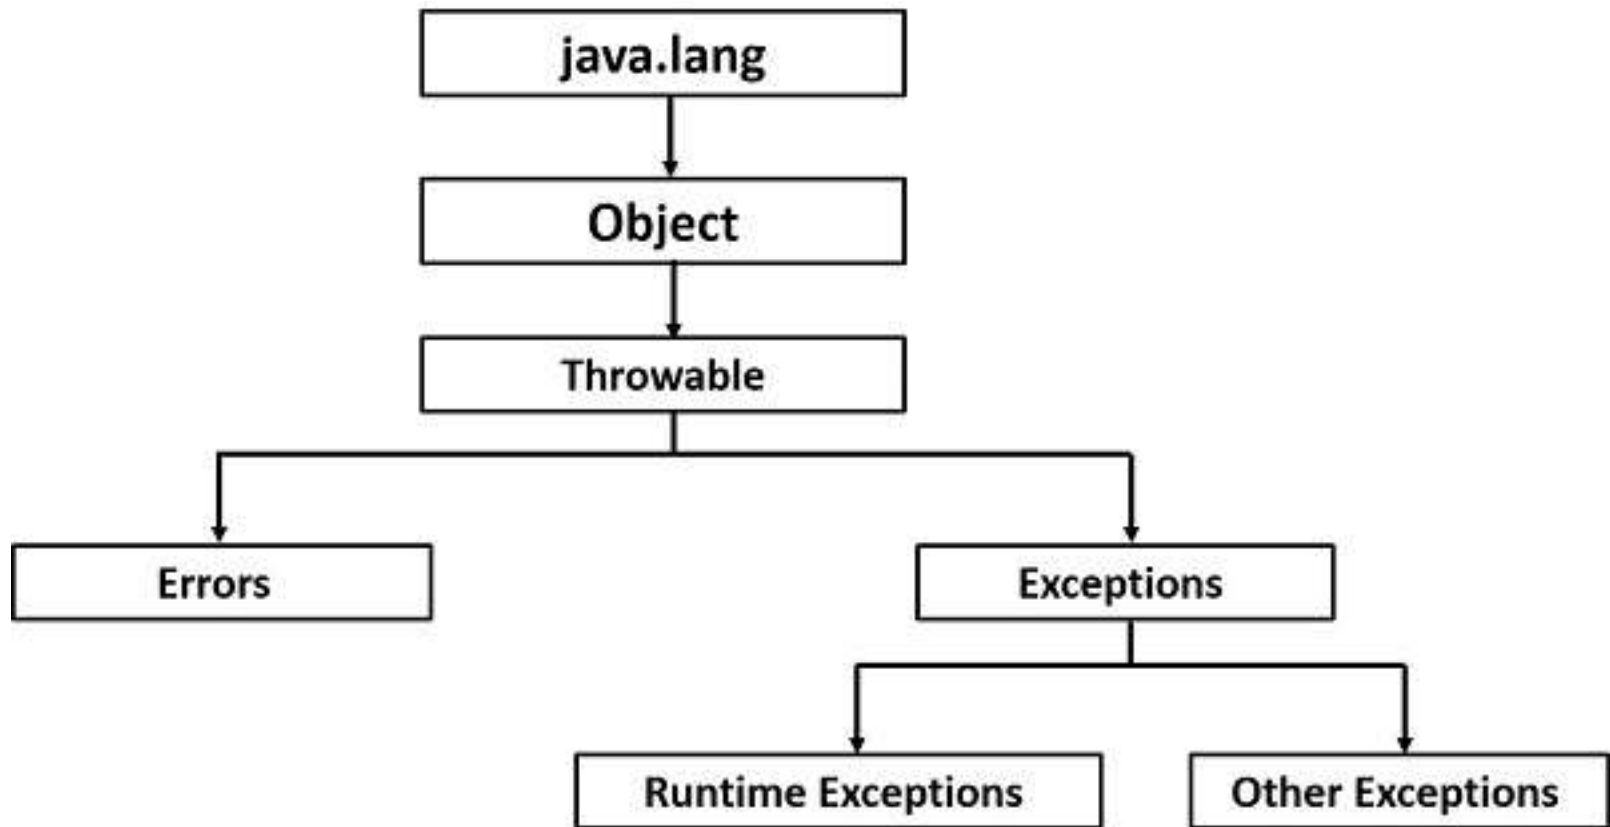 java.lang
Object
Throwable
Errors
Exceptions
Runtime Exceptions
Other Exceptions